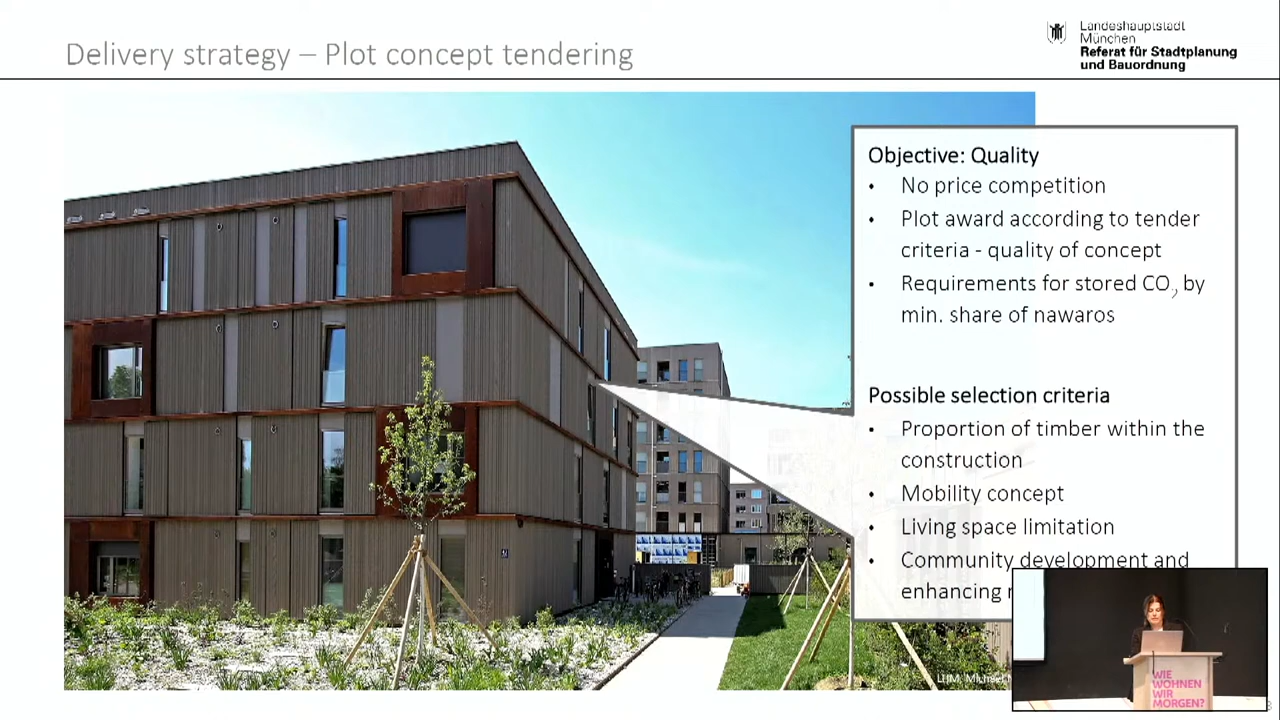 Delivery strategy – Plot concept tendering
Landeshauptstadt
München
Referat für Stadtplanung
und Bauordnung
Objective: Quality
• No price competition
• Plot award according to tender
criteria - quality of concept
• Requirements for stored CO₂ by
min. share of nawaros
Possible selection criteria
• Proportion of timber within the
construction
• Mobility concept
• Living space limitation
• Community development and
enhancing
LHM, Michael
WIE
WOHNEN
WIR
MORGEN?